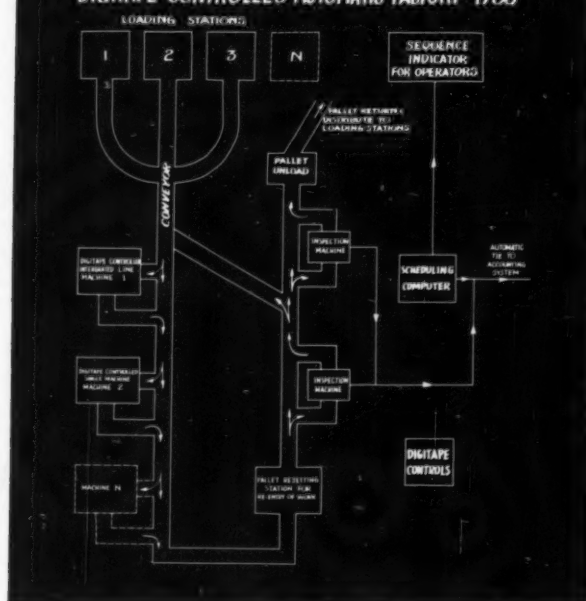 DIGITAPE CONTROLLED AUTOMATIC FACTORY
LOADING STATIONS
1
2
3
N
SEQUENCE
INDICATOR
FOR OPERATORS
PALLET RETURN &
DISTRIBUTE TO
LOADING STATIONS
PALLET
UNLOAD
CONVEYOR
INSPECTION
MACHINE
DIGITAPE CONTROLLED
INTEGRATED LINE
MACHINE 1
SCHEDULING
COMPUTER
AUTOMATIC
TIE TO
ACCOUNTING
SYSTEM
DIGITAPE CONTROLLED
SINGLE MACHINE
MACHINE 2
INSPECTION
MACHINE
DIGITAPE
CONTROLS
MACHINE N
PALLET RESETTING
STATION FOR
RE-ENTRY OF WORK